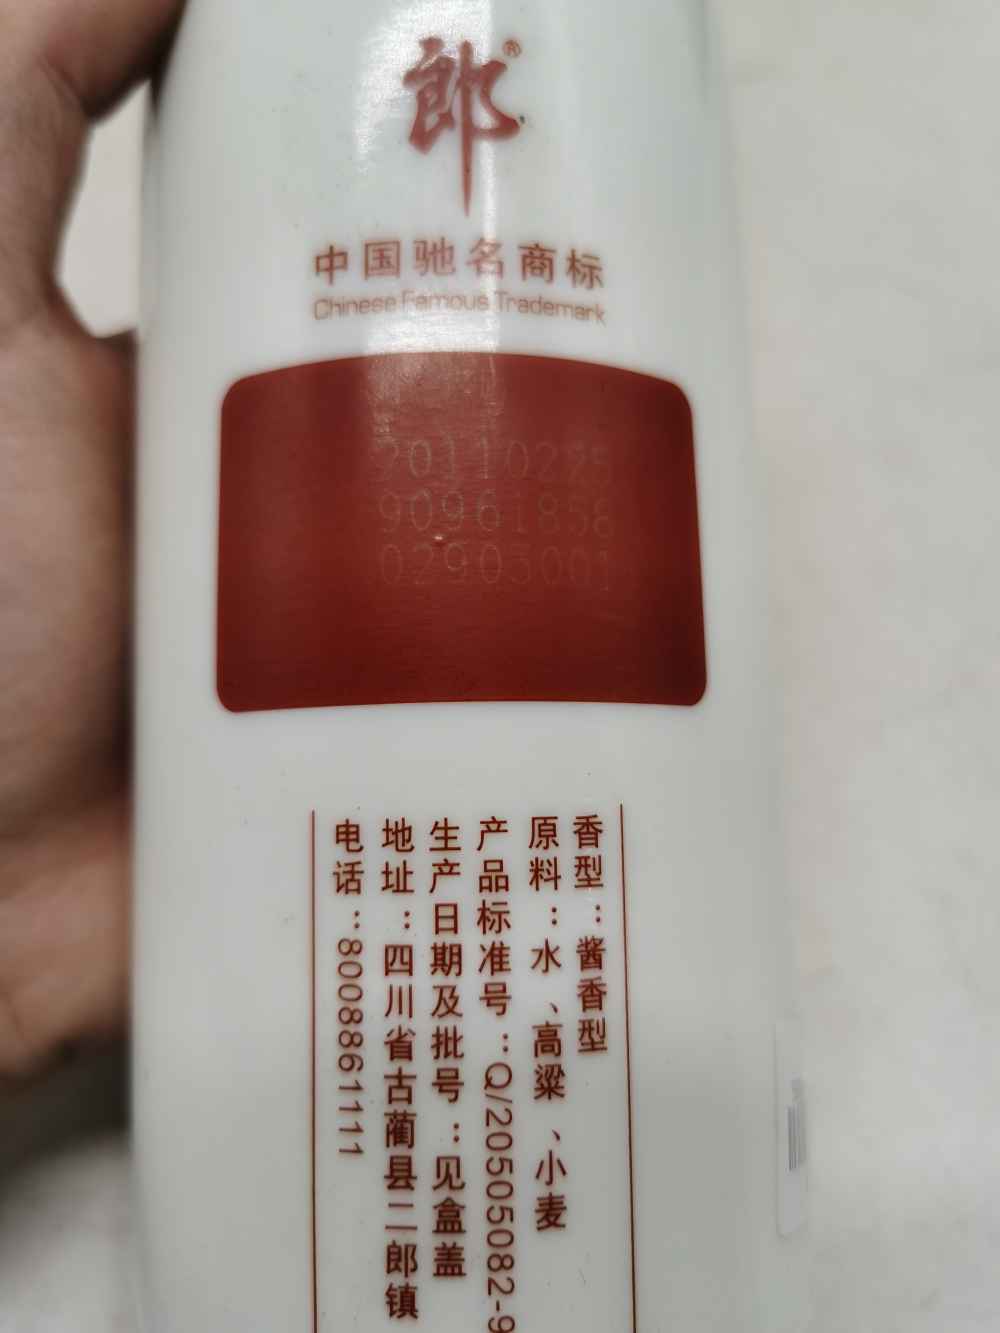 郎®
中国驰名商标
Chinese Famous Trademark
20110225
90961858
02905001
香型：酱香型
原料：水、高粱、小麦
产品标准号：Q/20505082-9
生产日期及批号：见盒盖
地址：四川省古蔺县二郎镇
电话：8008861111